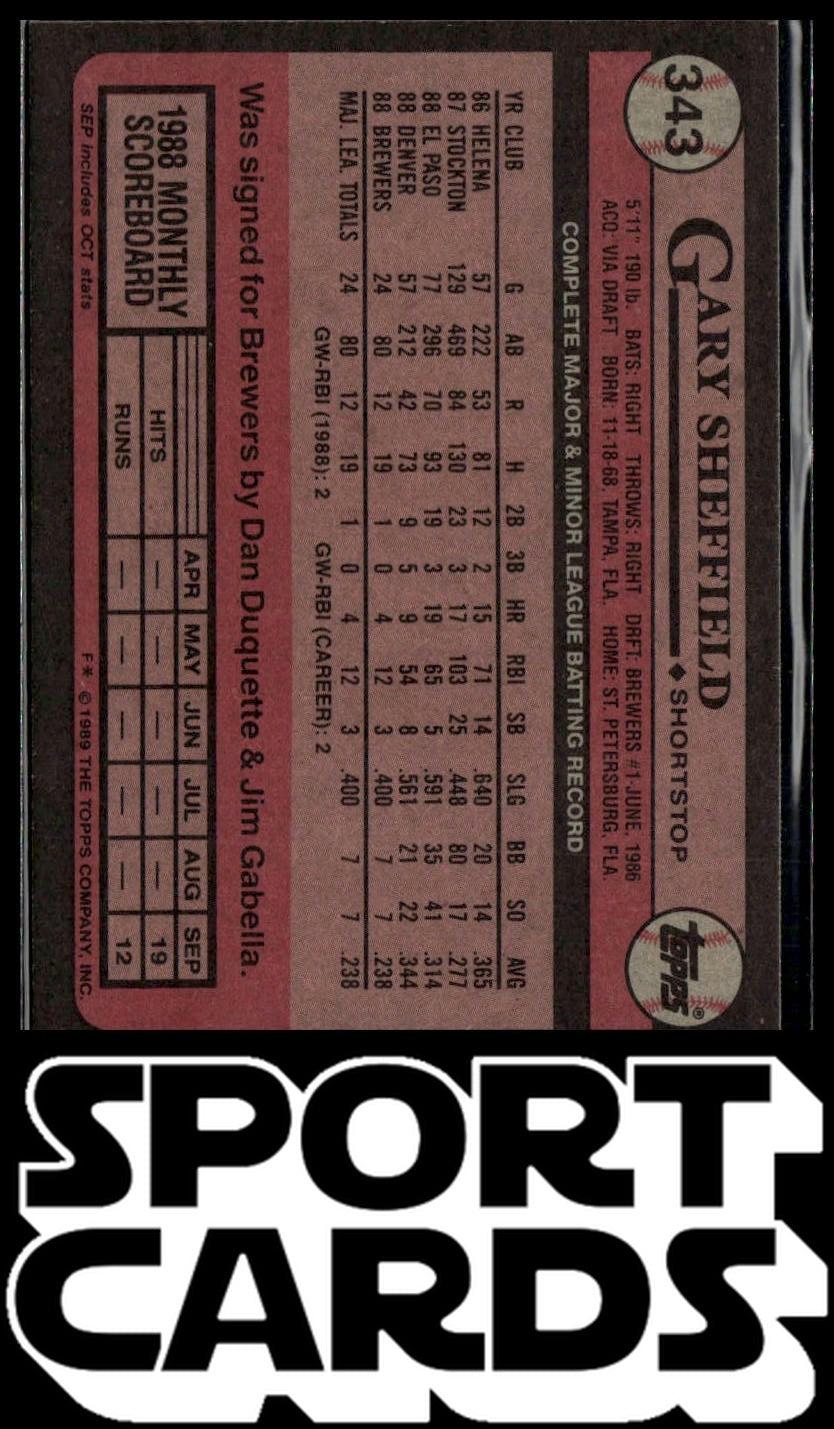 343
GARY SHEFFIELD ◆ SHORTSTOP
topps®
5'11" 190 lb. BATS: RIGHT THROWS: RIGHT DRFT: BREWERS #1-JUNE, 1986
ACQ: VIA DRAFT BORN: 11-18-68, TAMPA, FLA. HOME: ST. PETERSBURG, FLA.
COMPLETE MAJOR & MINOR LEAGUE BATTING RECORD
YR CLUB G AB R H 2B 3B HR RBI SB SLG BB SO AVG
86 HELENA 57 222 53 81 12 2 15 71 14 .640 20 14 .365
87 STOCKTON 129 469 84 130 23 3 17 103 25 .448 80 17 .277
88 EL PASO 77 296 70 93 19 3 19 65 5 .591 35 41 .314
88 DENVER 57 212 42 73 9 5 9 54 8 .561 21 22 .344
88 BREWERS 24 80 12 19 1 0 4 12 3 .400 7 7 .238
MAJ. LEA. TOTALS 24 80 12 19 1 0 4 12 3 .400 7 7 .238
GW-RBI (1988): 2 GW-RBI (CAREER): 2
Was signed for Brewers by Dan Duquette & Jim Gabella.
1988 MONTHLY
SCOREBOARD
APR MAY JUN JUL AUG SEP
HITS — — — — — 19
RUNS — — — — — 12
SEP includes OCT stats
F* © 1989 THE TOPPS COMPANY, INC.
SPORT
CARDS